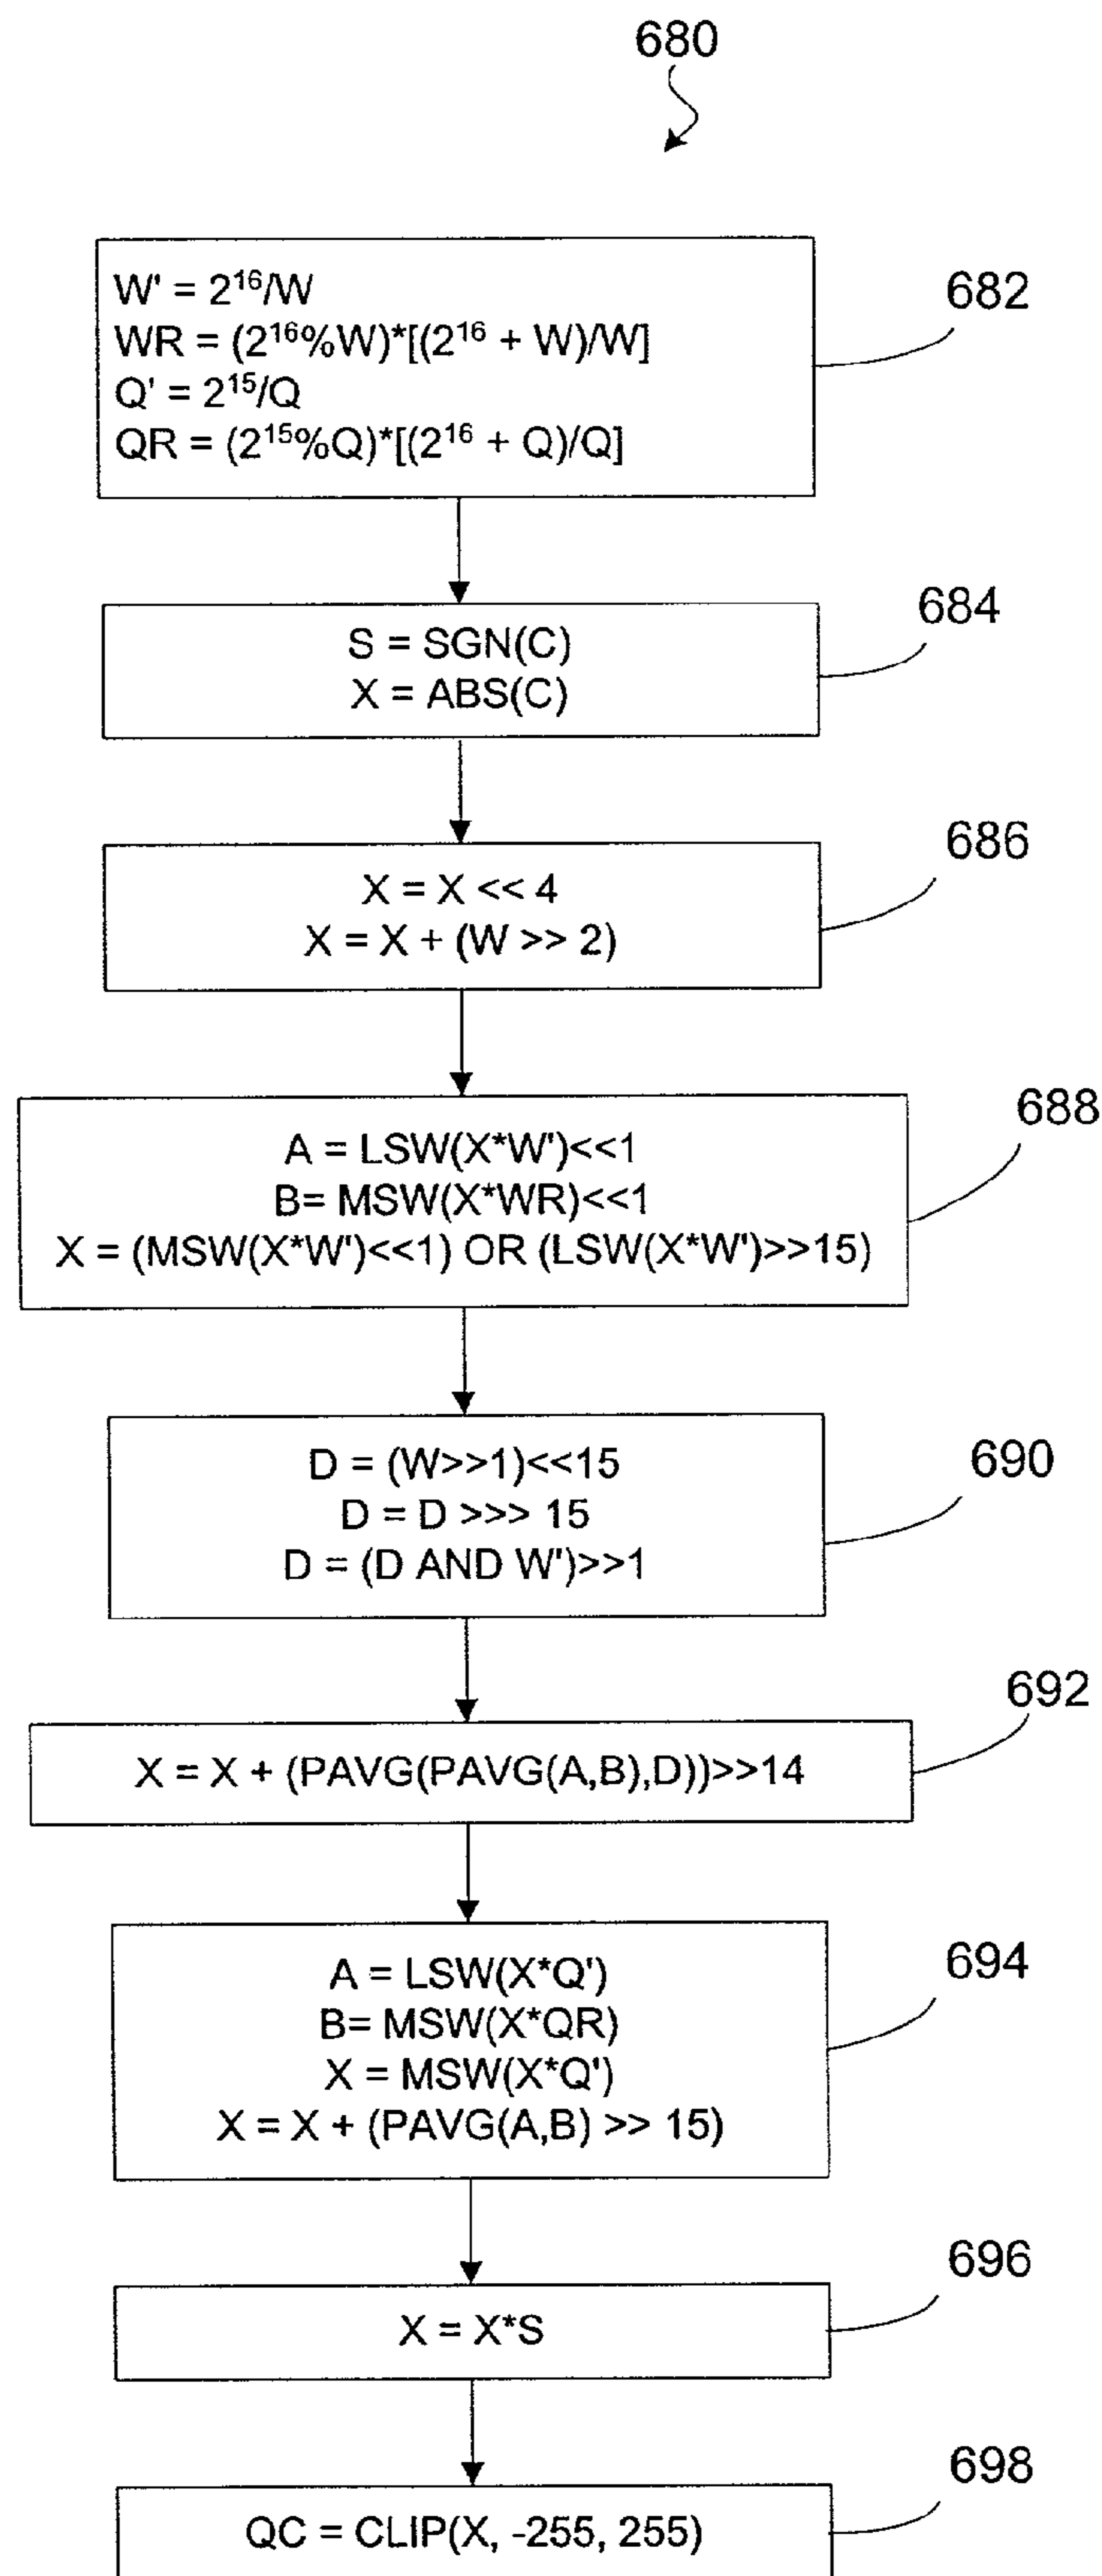 680
W' = 2¹⁶/W
WR = (2¹⁶%W)*[(2¹⁶ + W)/W]
Q' = 2¹⁵/Q
QR = (2¹⁵%Q)*[(2¹⁶ + Q)/Q]
682
S = SGN(C)
X = ABS(C)
684
X = X << 4
X = X + (W >> 2)
686
A = LSW(X*W')<<1
B= MSW(X*WR)<<1
X = (MSW(X*W')<<1) OR (LSW(X*W')>>15)
688
D = (W>>1)<<15
D = D >>> 15
D = (D AND W')>>1
690
X = X + (PAVG(PAVG(A,B),D))>>14
692
A = LSW(X*Q')
B= MSW(X*QR)
X = MSW(X*Q')
X = X + (PAVG(A,B) >> 15)
694
X = X*S
696
QC = CLIP(X, -255, 255)
698